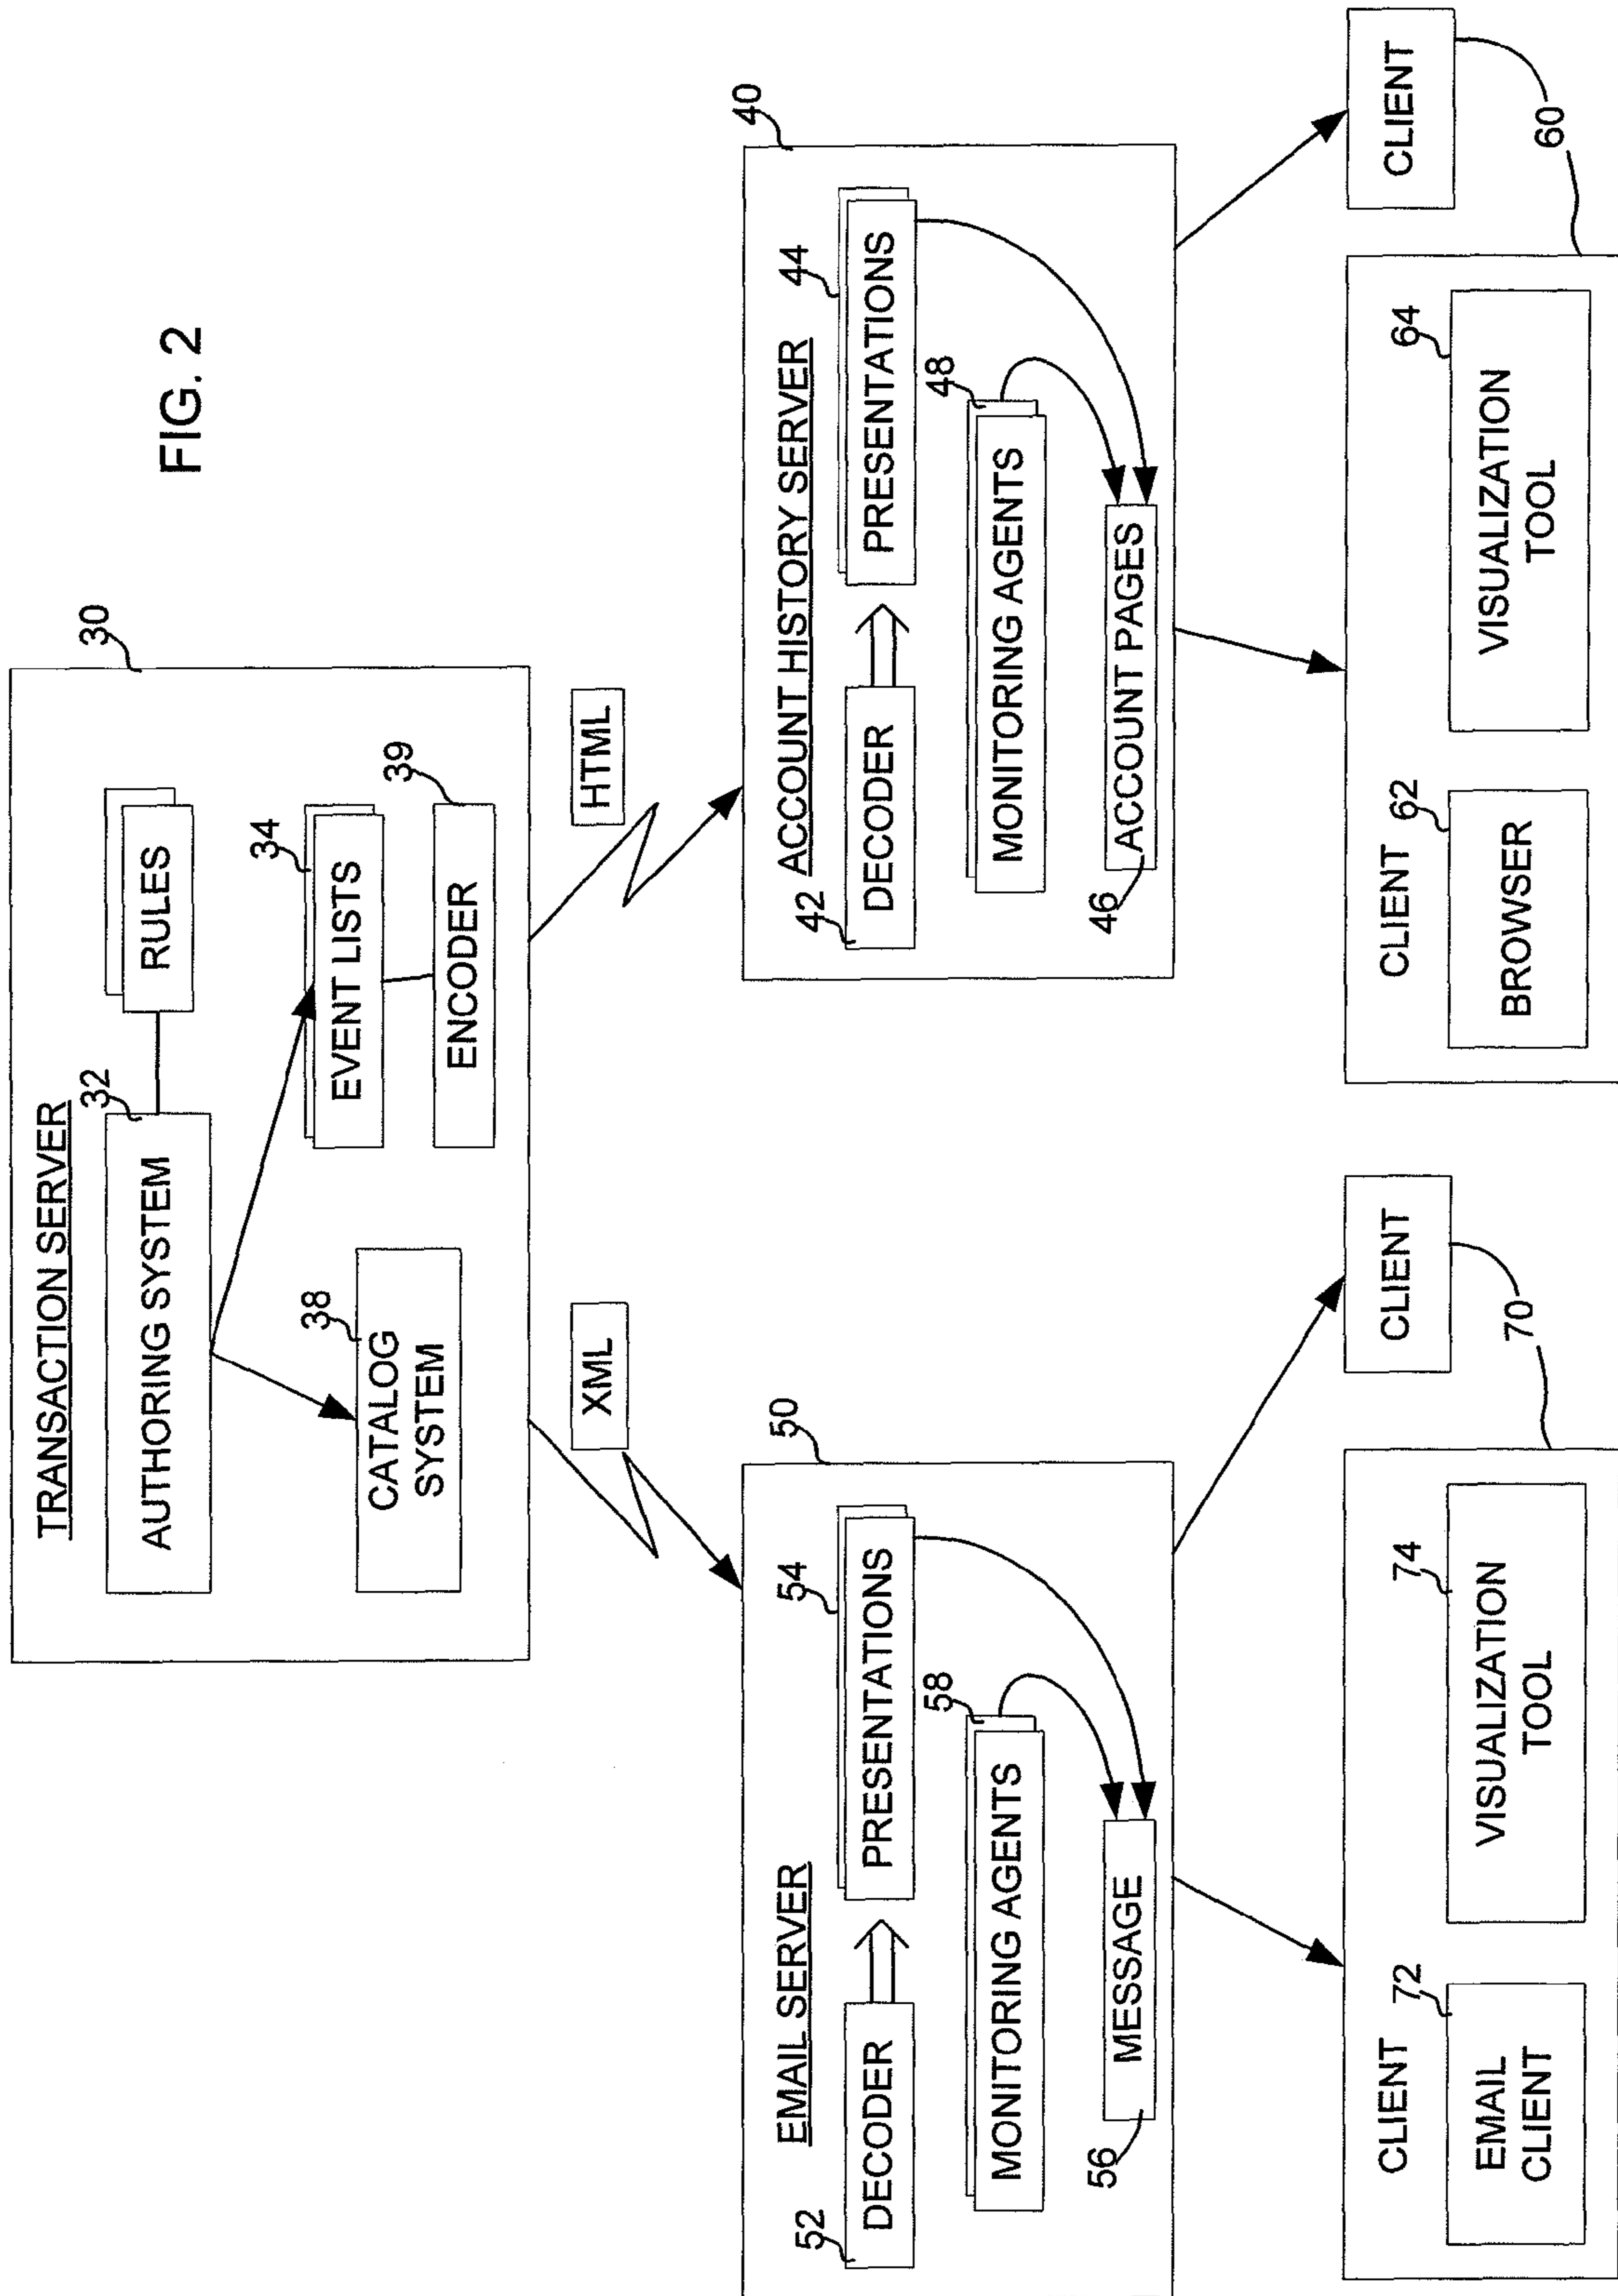 FIG. 2
TRANSACTION SERVER
30
AUTHORING SYSTEM
32
RULES
CATALOG
SYSTEM
38
EVENT LISTS
34
ENCODER
39
XML
HTML
EMAIL SERVER
50
DECODER
52
PRESENTATIONS
54
MONITORING AGENTS
58
MESSAGE
56
ACCOUNT HISTORY SERVER
40
DECODER
42
PRESENTATIONS
44
MONITORING AGENTS
48
ACCOUNT PAGES
46
CLIENT
EMAIL
CLIENT
72
VISUALIZATION
TOOL
74
CLIENT
70
CLIENT
BROWSER
62
VISUALIZATION
TOOL
64
CLIENT
60